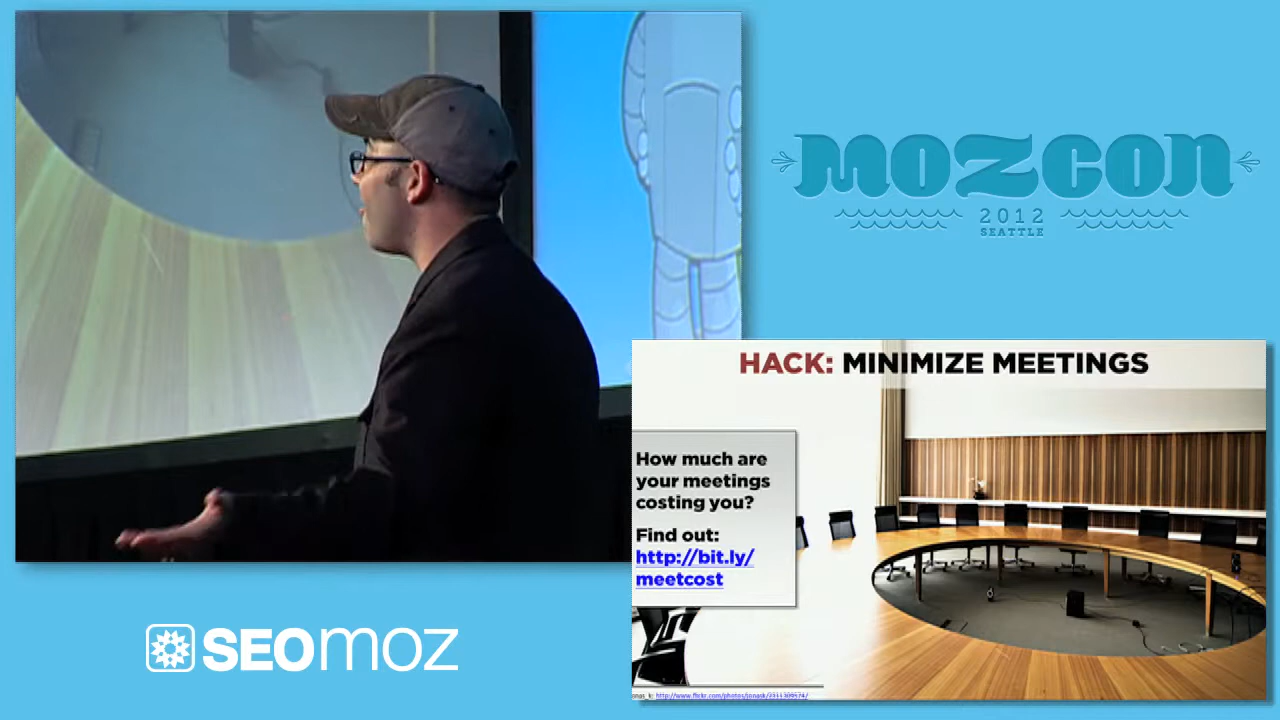 MOZCON
2012
SEATTLE
HACK: MINIMIZE MEETINGS
How much are
your meetings
costing you?
Find out:
http://bit.ly/
meetcost
SEOmoz